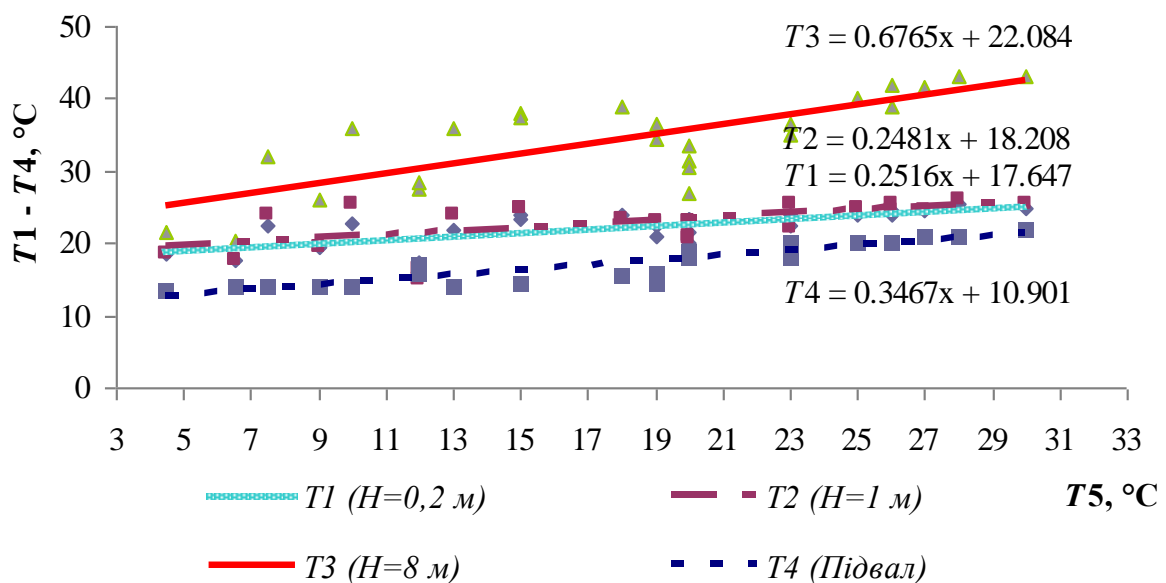 50
T3 = 0.6765x + 22.084
40
T2 = 0.2481x + 18.208
30
T1 = 0.2516x + 17.647
20
T4 = 0.3467x + 10.901
10
0
T1 - T4, °C
3 5 7 9 11 13 15 17 19 21 23 25 27 29 31 33
T5, °C
T1 (H=0,2 м)
T2 (H=1 м)
T3 (H=8 м)
T4 (Підвал)